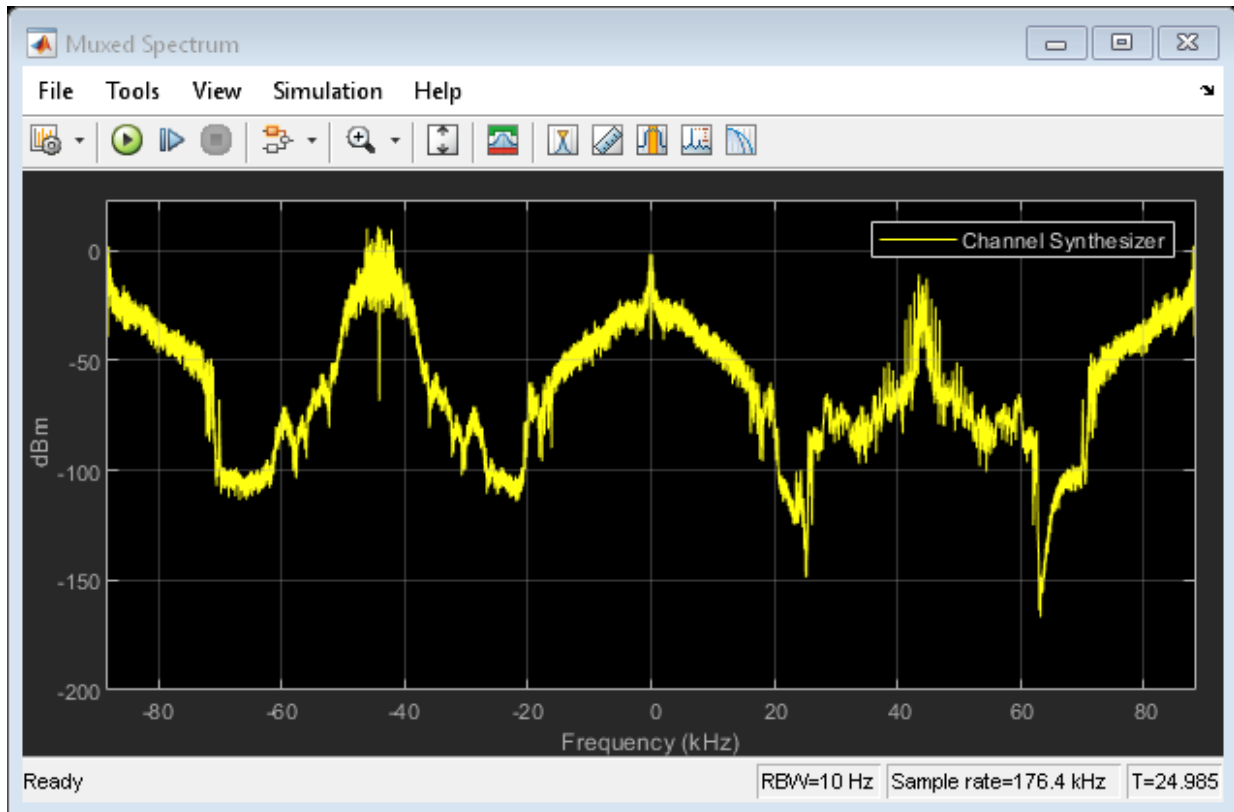 Muxed Spectrum
File Tools View Simulation Help
Channel Synthesizer
0
-50
-100
-150
-200
dBm
-80 -60 -40 -20 0 20 40 60 80
Frequency (kHz)
Ready RBW=10 Hz Sample rate=176.4 kHz T=24.985